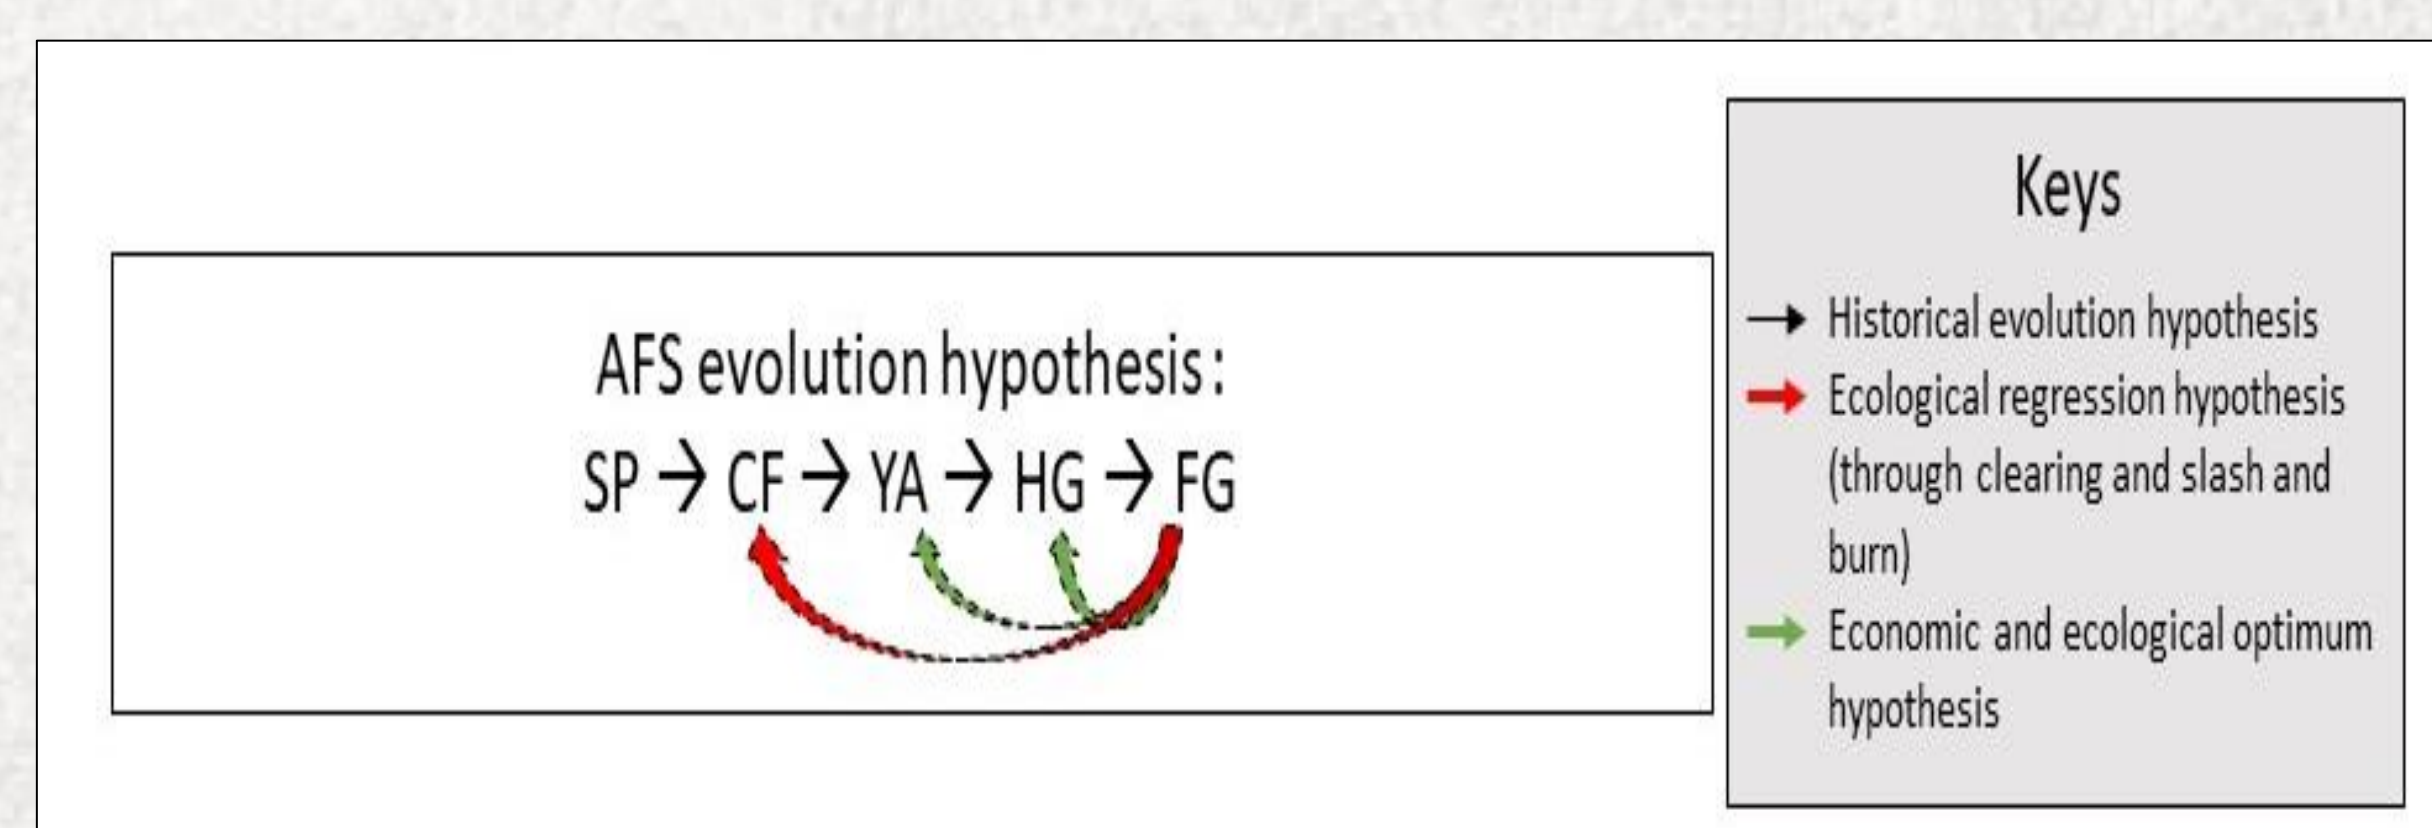 AFS evolution hypothesis :
SP → CF → YA → HG → FG
Keys
Historical evolution hypothesis
Ecological regression hypothesis
(through clearing and slash and
burn)
Economic and ecological optimum
hypothesis